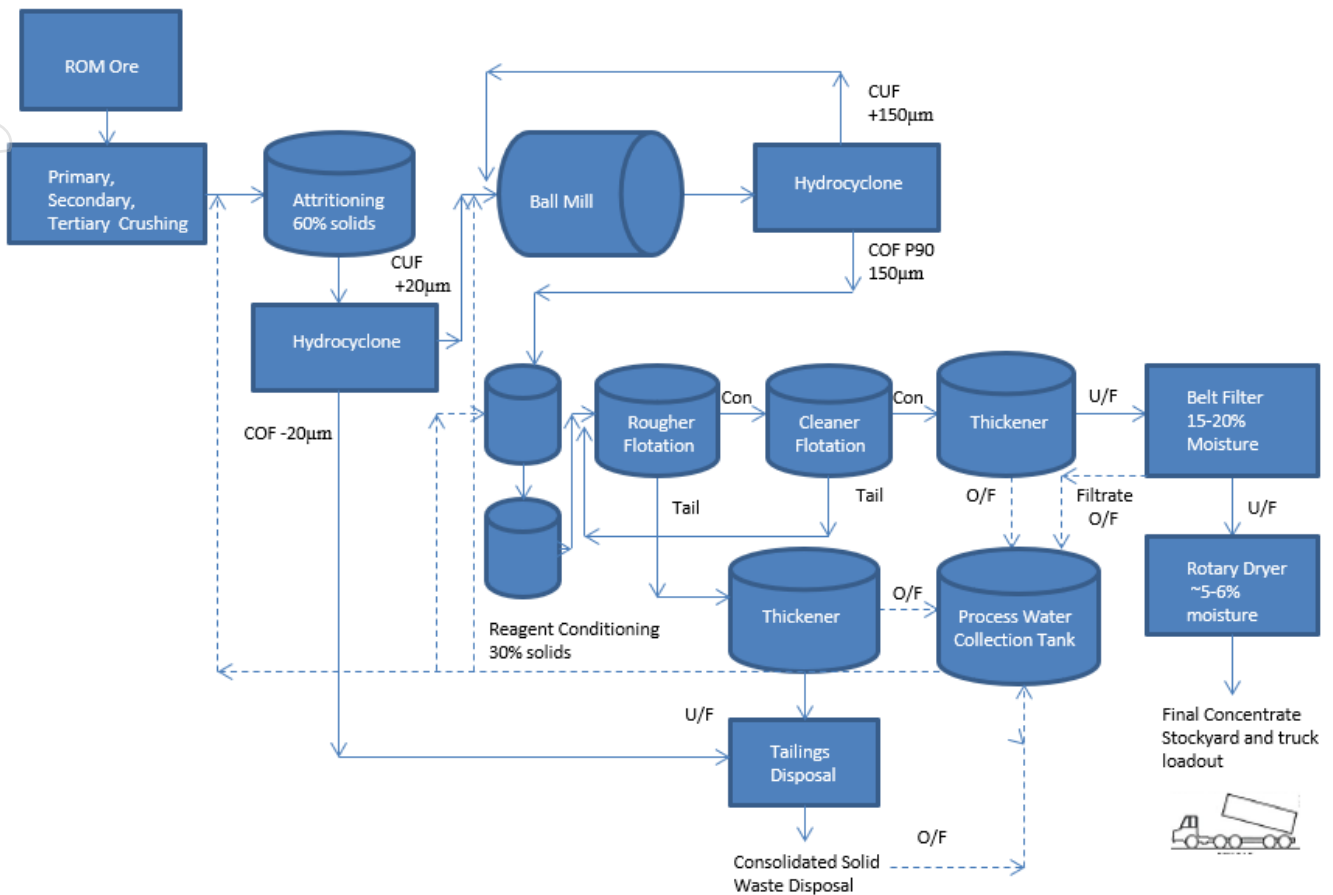 ROM Ore
Primary,
Secondary,
Tertiary Crushing
Attritioning
60% solids
CUF
+20µm
Hydrocyclone
COF -20µm
Ball Mill
CUF
+150µm
Hydrocyclone
COF P90
150µm
Reagent Conditioning
30% solids
Rougher
Flotation
Con
Cleaner
Flotation
Con
Thickener
U/F
Belt Filter
15-20%
Moisture
Tail
Tail
O/F
Filtrate
O/F
U/F
Thickener
O/F
Process Water
Collection Tank
Rotary Dryer
~5-6%
moisture
U/F
Tailings
Disposal
Final Concentrate
Stockyard and truck
loadout
O/F
Consolidated Solid
Waste Disposal